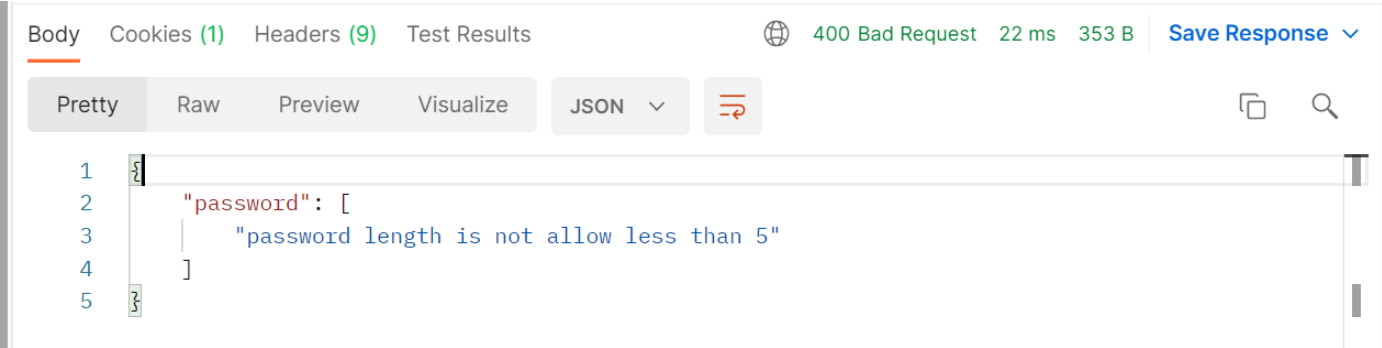 Body Cookies (1) Headers (9) Test Results 400 Bad Request 22 ms 353 B Save Response
Pretty Raw Preview Visualize JSON
1 {
2 "password": [
3 "password length is not allow less than 5"
4 ]
5 }